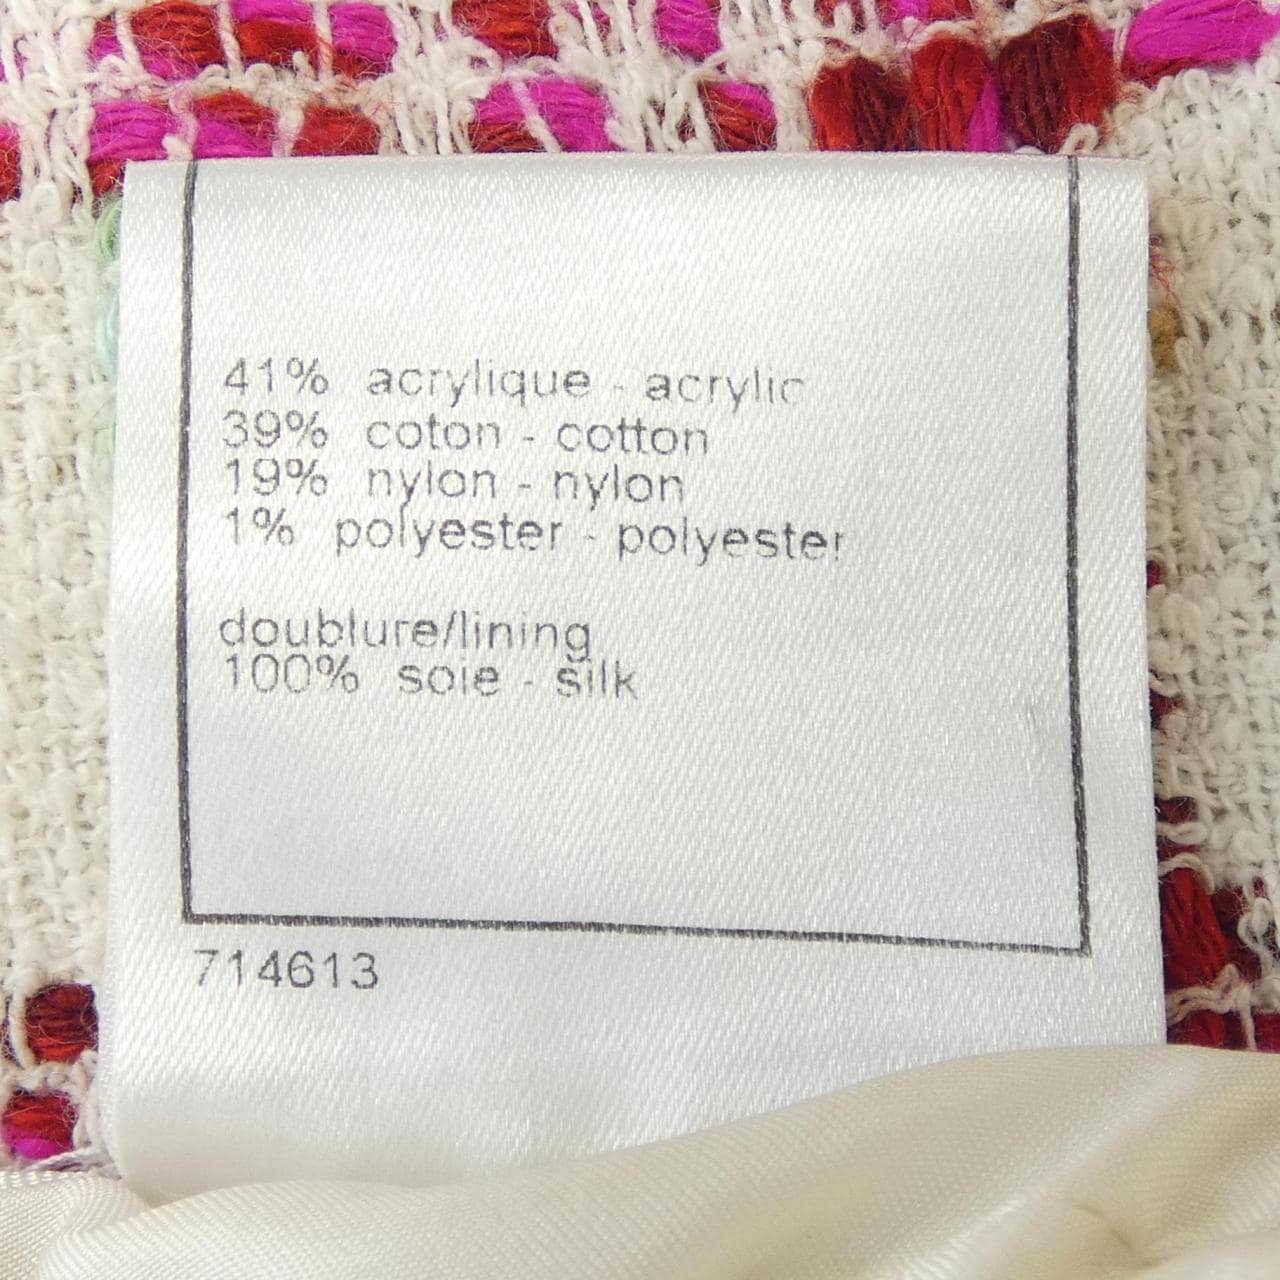 41% acrylique - acrylic
39% coton - cotton
19% nylon - nylon
1% polyester - polyester
doublure/lining
100% soie - silk
714613